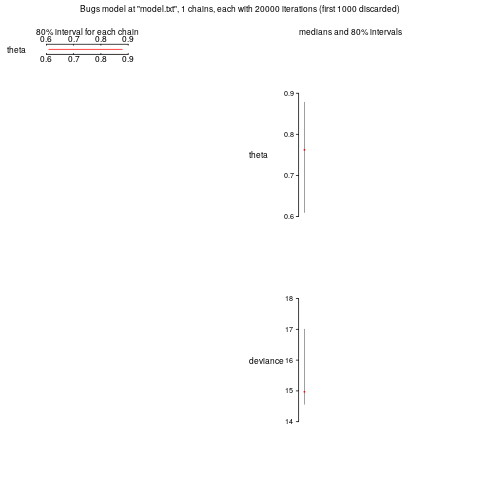 Bugs model at "model.txt", 1 chains, each with 20000 iterations (first 1000 discarded)
80% interval for each chain
0.6 0.7 0.8 0.9
theta
0.6 0.7 0.8 0.9
medians and 80% intervals
0.9
0.8
theta
0.7
0.6
18
17
deviance 16
15
14